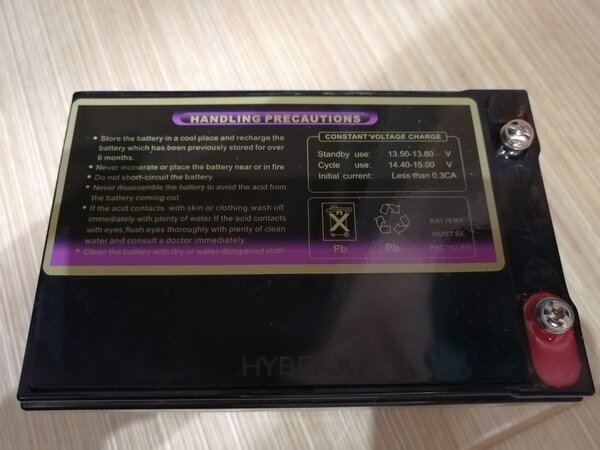 HANDLING PRECAUTIONS
• Store the battery in a cool place and recharge the
battery which has been previously stored for over
6 months.
• Never incinerate or place the battery near or in fire
• Do not short-circuit the battery
• Never disassemble the battery to avoid the acid from
the battery coming out.
• If the acid contacts with skin or clothing,wash off
immediately with plenty of water.If the acid contacts
with eyes,flush eyes thoroughly with plenty of clean
water and consult a doctor immediately.
• Clean the battery with dry or water-dampened cloth
CONSTANT VOLTAGE CHARGE
Standby use: 13.50-13.80 V
Cycle use: 14.40-15.00 V
Initial current: Less than 0.3CA
Pb.
Pb
BATTERY
MUST BE
RECYCLED